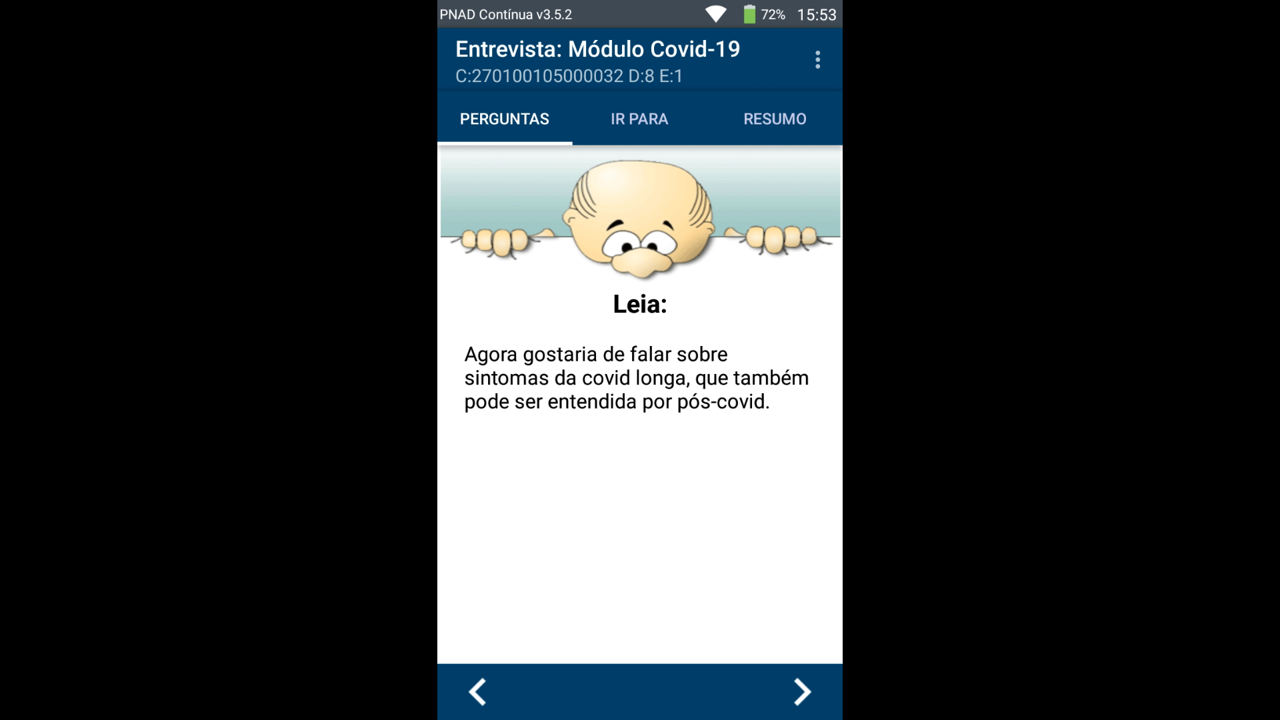 PNAD Contínua v3.5.2 72% 15:53
Entrevista: Módulo Covid-19
C:270100105000032 D:8 E:1
PERGUNTAS IR PARA RESUMO
Leia:
Agora gostaria de falar sobre
sintomas da covid longa, que também
pode ser entendida por pós-covid.